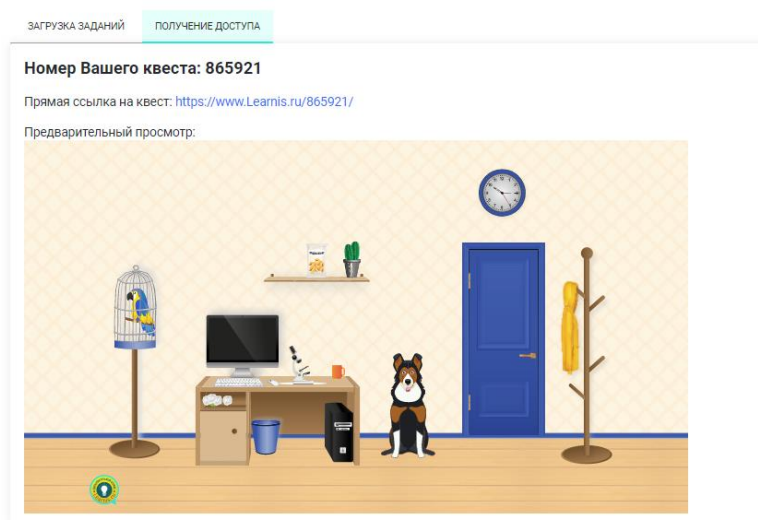 ЗАГРУЗКА ЗАДАНИЙ
ПОЛУЧЕНИЕ ДОСТУПА
Номер Вашего квеста: 865921
Прямая ссылка на квест: https://www.Learnis.ru/865921/
Предварительный просмотр: